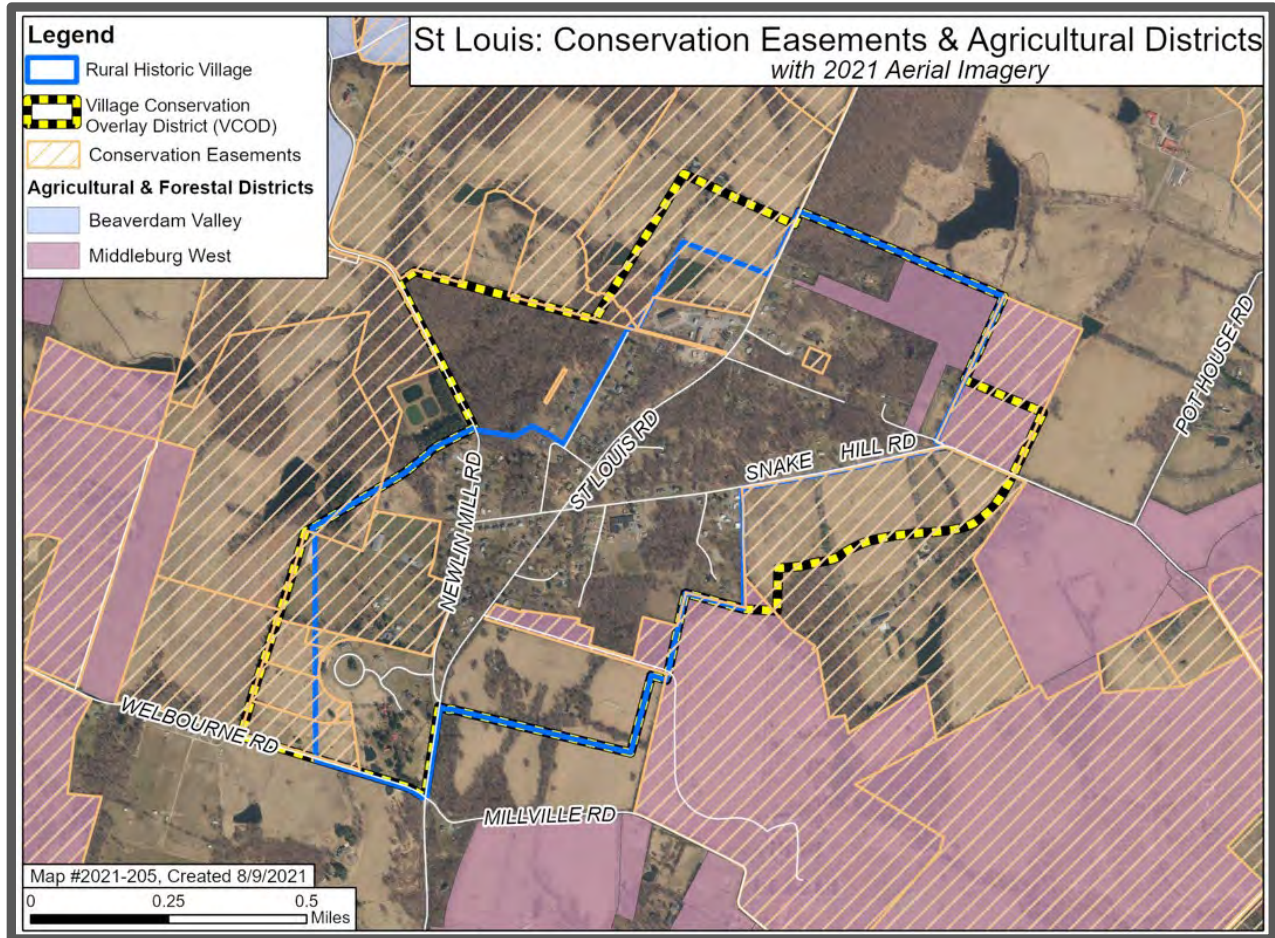 St Louis: Conservation Easements & Agricultural Districts
with 2021 Aerial Imagery
Legend
Rural Historic Village
Village Conservation
Overlay District (VCOD)
Conservation Easements
Agricultural & Forestal Districts
Beaverdam Valley
Middleburg West
POT HOUSE RD
ST LOUIS RD
SNAKE HILL RD
NEWLIN MILL RD
WELBOURNE RD
MILLVILLE RD
Map #2021-205, Created 8/9/2021
0 0.25 0.5
Miles